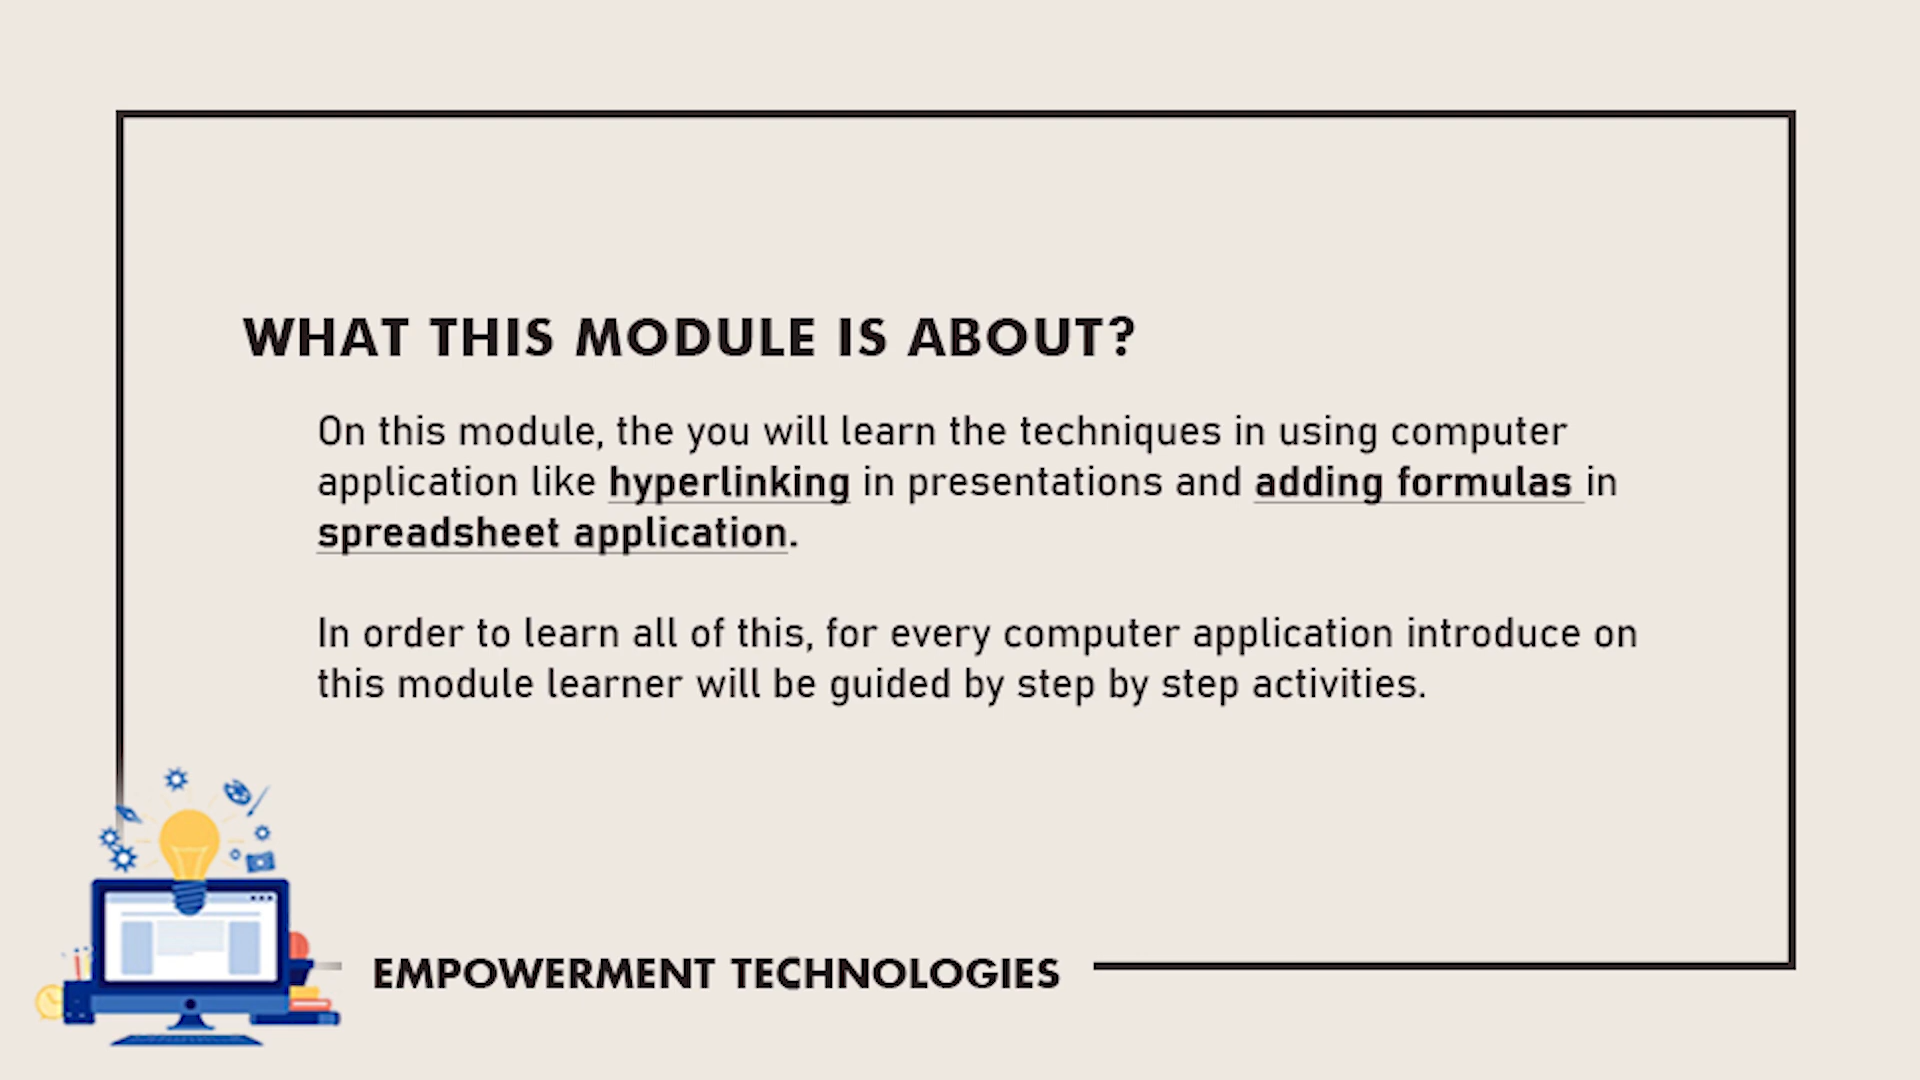 WHAT THIS MODULE IS ABOUT?
On this module, the you will learn the techniques in using computer
application like hyperlinking in presentations and adding formulas in
spreadsheet application.
In order to learn all of this, for every computer application introduce on
this module learner will be guided by step by step activities.
EMPOWERMENT TECHNOLOGIES